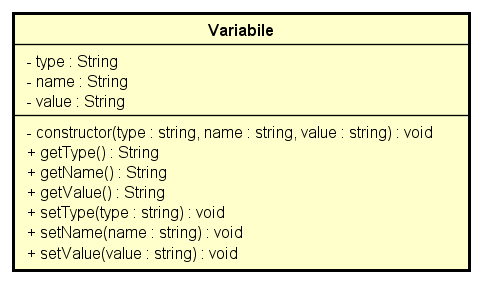 Variabile
- type : String
- name : String
- value : String
- constructor(type : string, name : string, value : string) : void
+ getType() : String
+ getName() : String
+ getValue() : String
+ setType(type : string) : void
+ setName(name : string) : void
+ setValue(value : string) : void